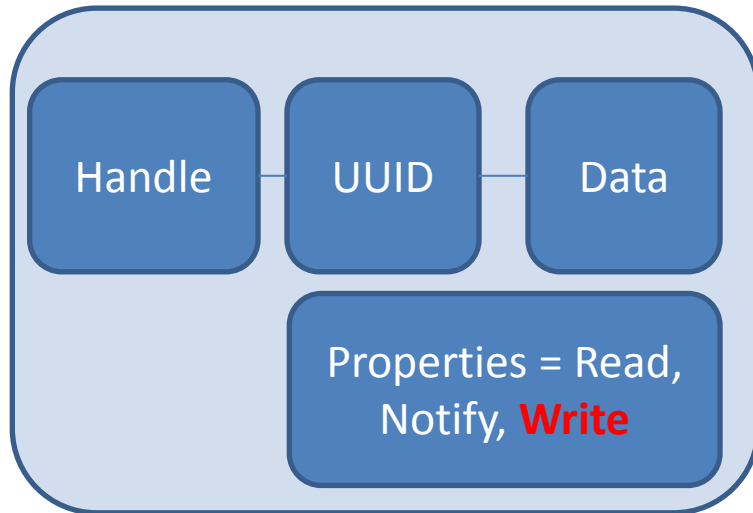 Handle
UUID
Data
Properties = Read,
Notify, Write